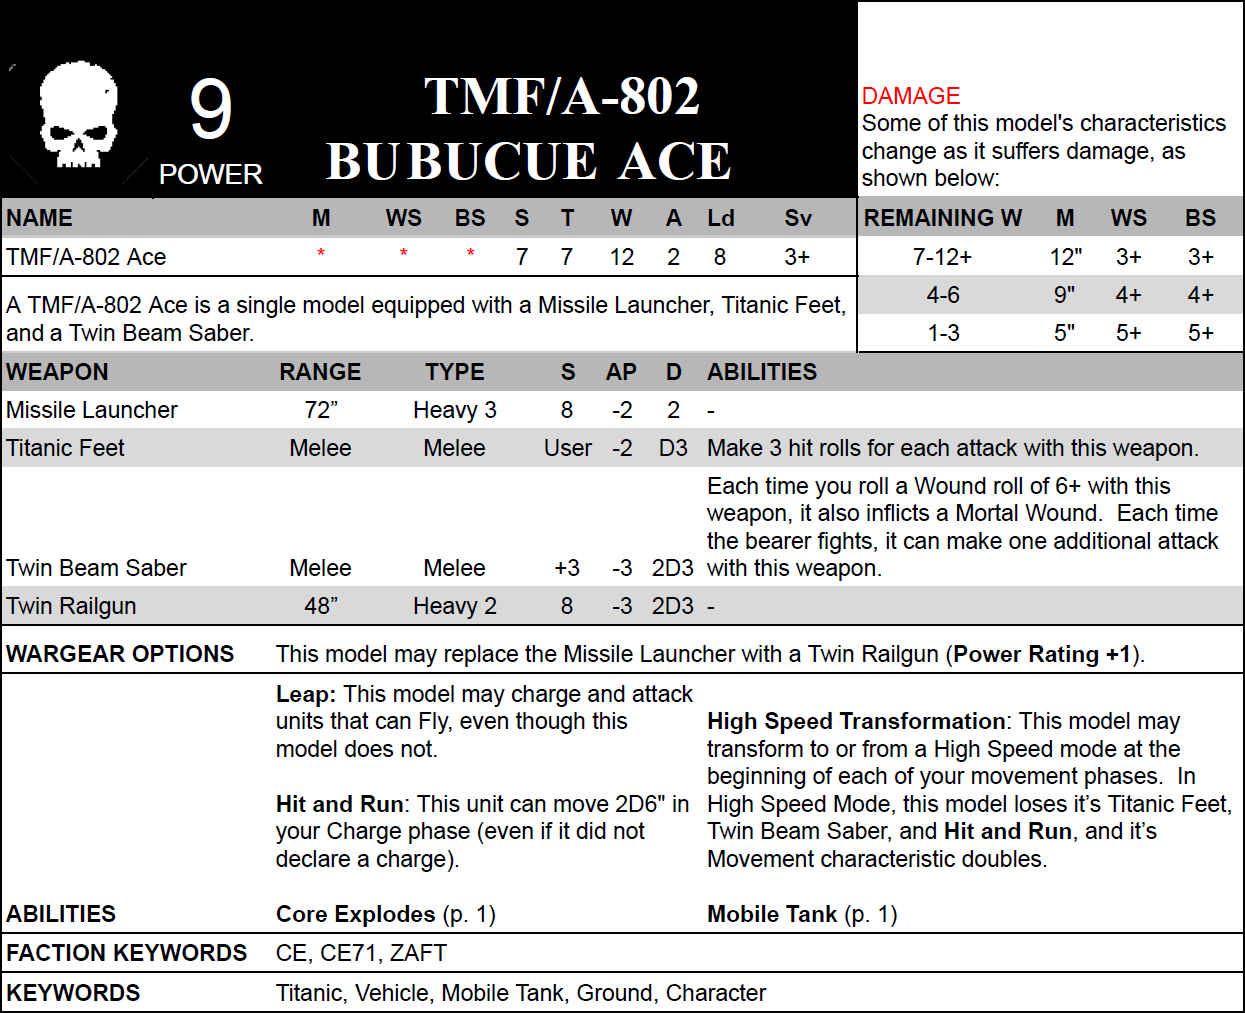 9
POWER
TMF/A-802
BUBUCUE ACE
DAMAGE
Some of this model's characteristics
change as it suffers damage, as
shown below:
NAME M WS BS S T W A Ld Sv
TMF/A-802 Ace * * * 7 7 12 2 8 3+
A TMF/A-802 Ace is a single model equipped with a Missile Launcher, Titanic Feet,
and a Twin Beam Saber.
REMAINING W M WS BS
7-12+ 12" 3+ 3+
4-6 9" 4+ 4+
1-3 5" 5+ 5+
WEAPON RANGE TYPE S AP D ABILITIES
Missile Launcher 72” Heavy 3 8 -2 2 -
Titanic Feet Melee Melee User -2 D3 Make 3 hit rolls for each attack with this weapon.
Each time you roll a Wound roll of 6+ with this
weapon, it also inflicts a Mortal Wound. Each time
the bearer fights, it can make one additional attack
Twin Beam Saber Melee Melee +3 -3 2D3 with this weapon.
Twin Railgun 48” Heavy 2 8 -3 2D3 -
WARGEAR OPTIONS This model may replace the Missile Launcher with a Twin Railgun (Power Rating +1).
Leap: This model may charge and attack
units that can Fly, even though this
model does not.
Hit and Run: This unit can move 2D6" in
your Charge phase (even if it did not
declare a charge).
High Speed Transformation: This model may
transform to or from a High Speed mode at the
beginning of each of your movement phases. In
High Speed Mode, this model loses it’s Titanic Feet,
Twin Beam Saber, and Hit and Run, and it’s
Movement characteristic doubles.
ABILITIES Core Explodes (p. 1) Mobile Tank (p. 1)
FACTION KEYWORDS CE, CE71, ZAFT
KEYWORDS Titanic, Vehicle, Mobile Tank, Ground, Character